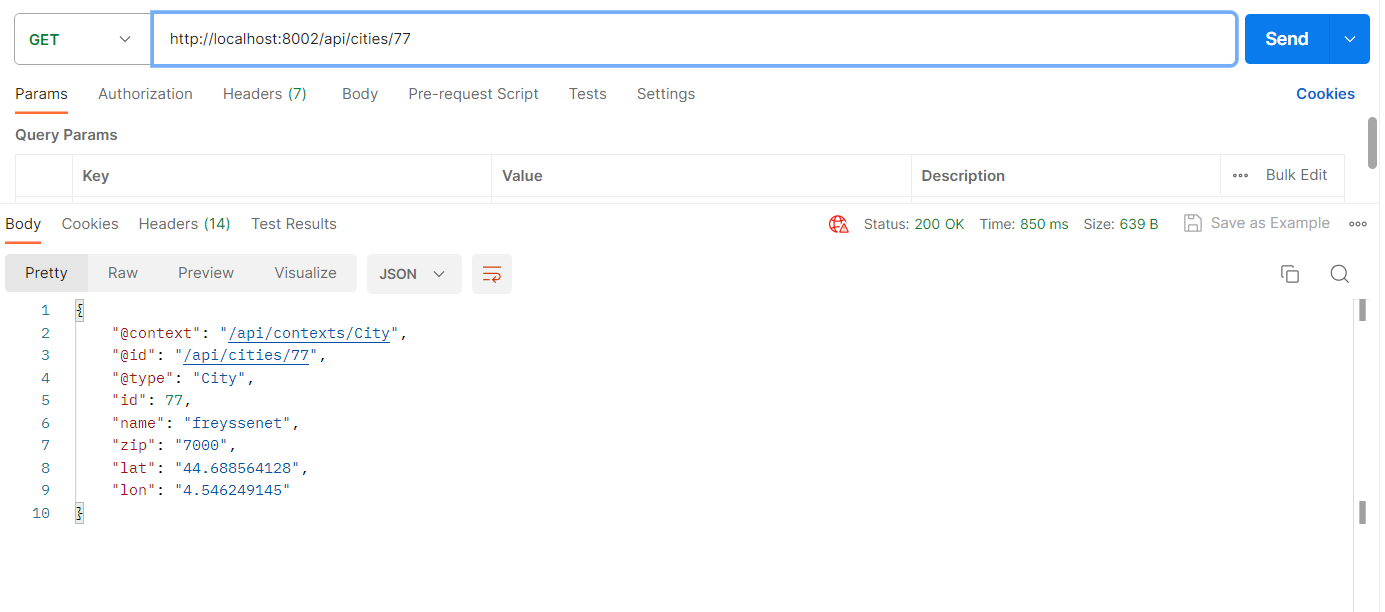 GET http://localhost:8002/api/cities/77 Send
Params Authorization Headers (7) Body Pre-request Script Tests Settings Cookies
Query Params
Key Value Description Bulk Edit
Body Cookies Headers (14) Test Results Status: 200 OK Time: 850 ms Size: 639 B Save as Example
Pretty Raw Preview Visualize JSON
1 {
2 "@context": "/api/contexts/City",
3 "@id": "/api/cities/77",
4 "@type": "City",
5 "id": 77,
6 "name": "freyssenet",
7 "zip": "7000",
8 "lat": "44.688564128",
9 "lon": "4.546249145"
10 }